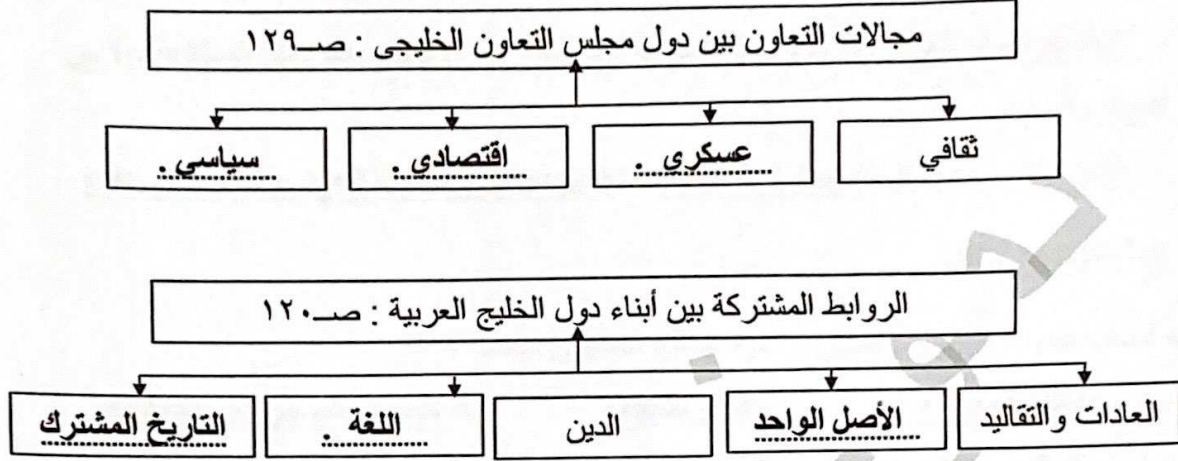 مجالات التعاون بين دول مجلس التعاون الخليجى : صـ١٢٩
ثقافي
عسكري .
اقتصادي .
سياسي .
الروابط المشتركة بين أبناء دول الخليج العربية : صـ١٢٠
العادات والتقاليد
الأصل الواحد
الدين
اللغة .
التاريخ المشترك